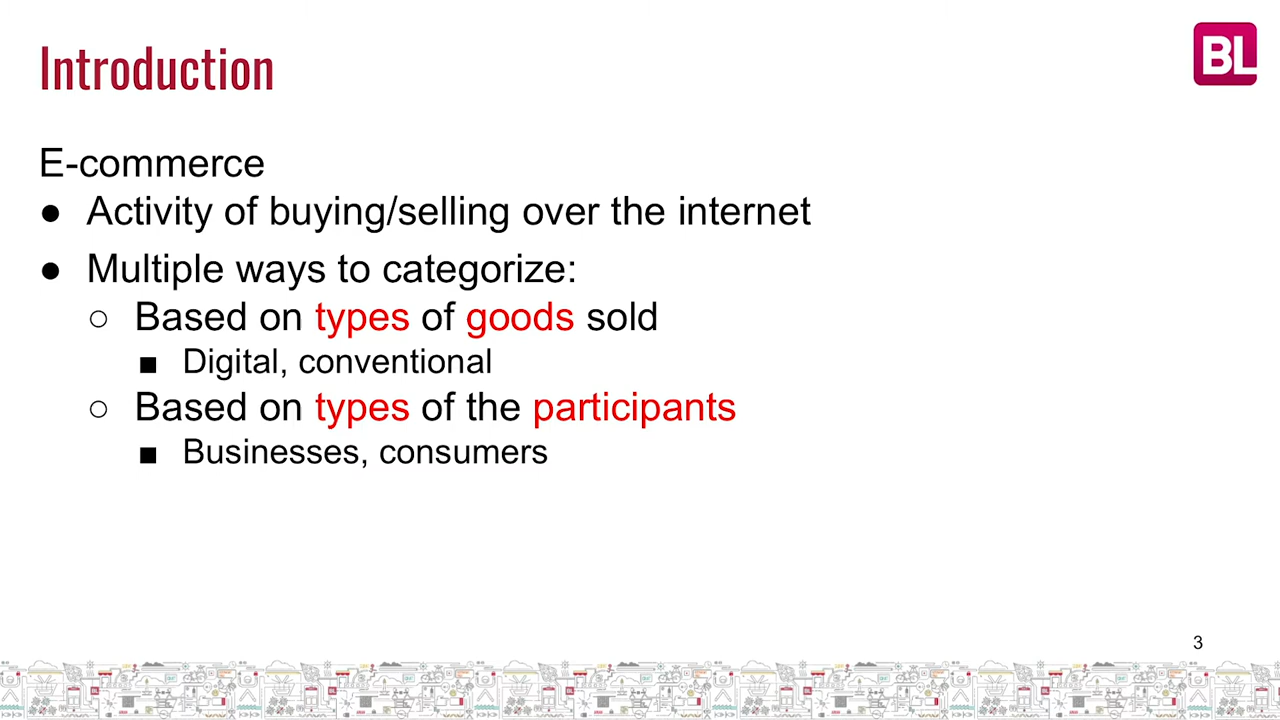 Introduction
BL
E-commerce
● Activity of buying/selling over the internet
● Multiple ways to categorize:
○ Based on types of goods sold
■ Digital, conventional
○ Based on types of the participants
■ Businesses, consumers
3